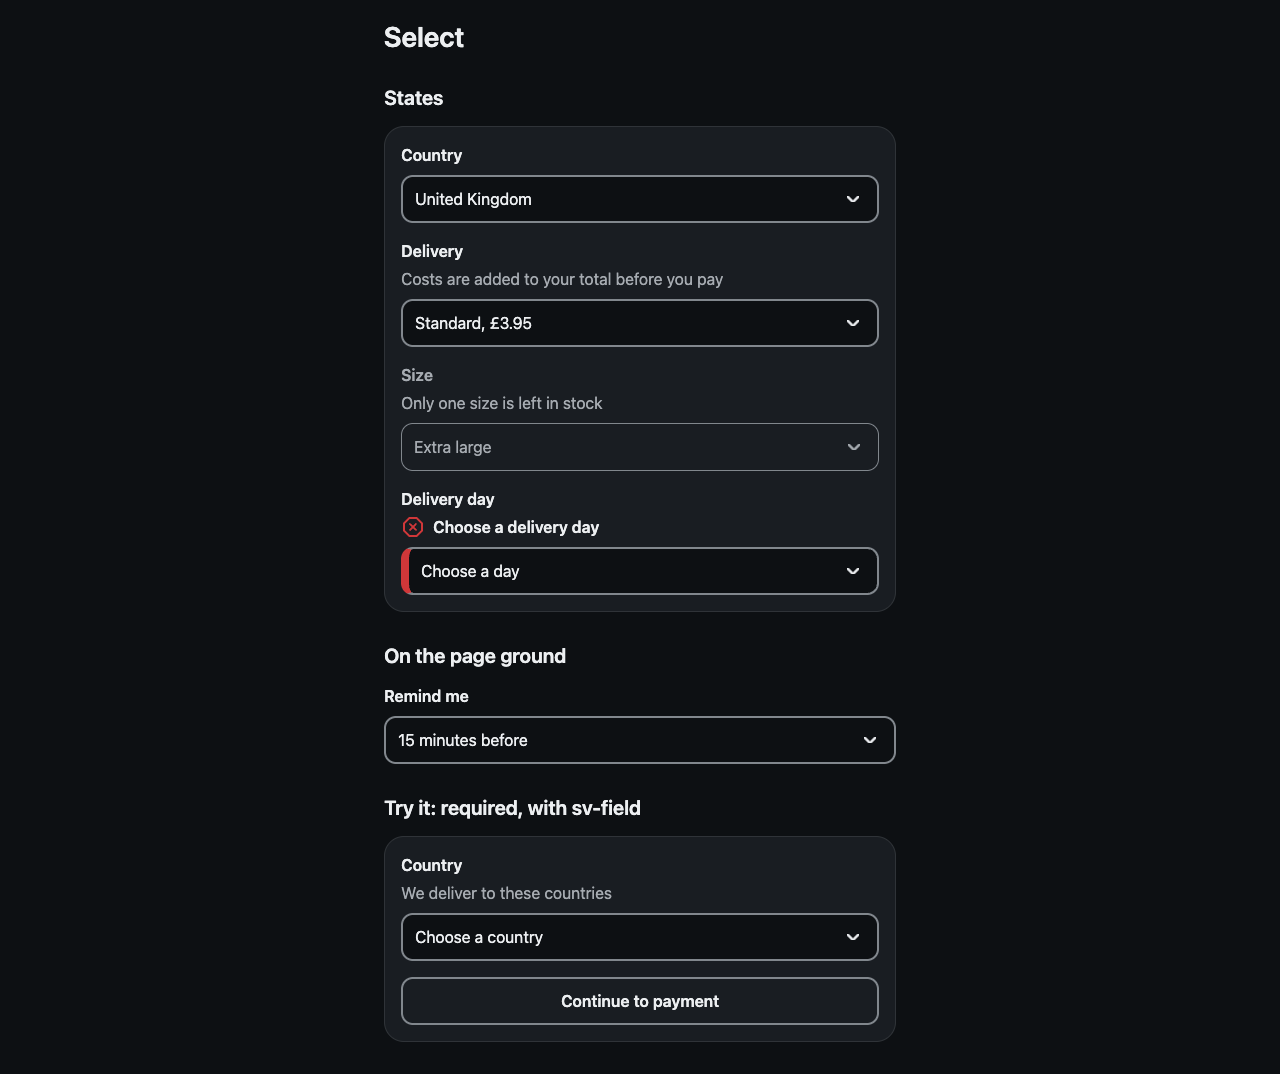 Select
States
Country
United Kingdom
Delivery
Costs are added to your total before you pay
Standard, £3.95
Size
Only one size is left in stock
Extra large
Delivery day
Choose a delivery day
Choose a day
On the page ground
Remind me
15 minutes before
Try it: required, with sv-field
Country
We deliver to these countries
Choose a country
Continue to payment